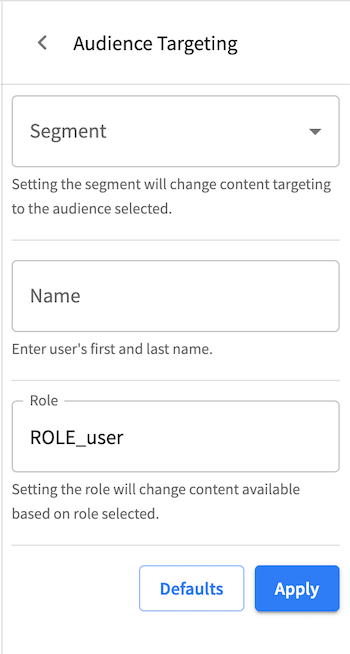 Audience Targeting
Segment
Setting the segment will change content targeting
to the audience selected.
Name
Enter user's first and last name.
Role
ROLE_user
Setting the role will change content available
based on role selected.
Defaults Apply